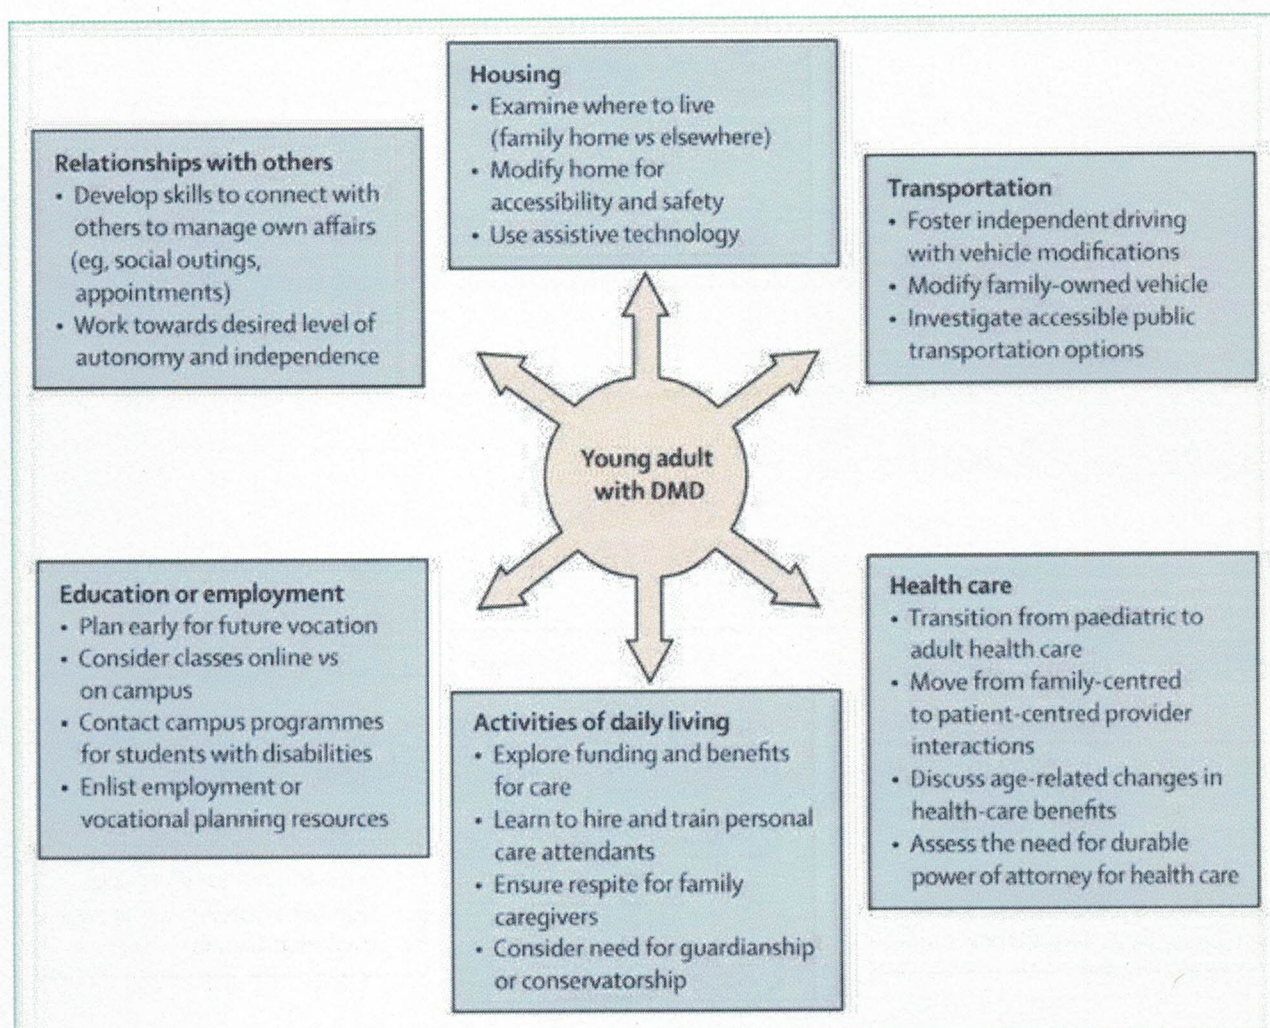 Housing
• Examine where to live
(family home vs elsewhere)
• Modify home for
accessibility and safety
• Use assistive technology
Relationships with others
• Develop skills to connect with
others to manage own affairs
(eg, social outings,
appointments)
• Work towards desired level of
autonomy and independence
Transportation
• Foster independent driving
with vehicle modifications
• Modify family-owned vehicle
• Investigate accessible public
transportation options
Young adult
with DMD
Education or employment
• Plan early for future vocation
• Consider classes online vs
on campus
• Contact campus programmes
for students with disabilities
• Enlist employment or
vocational planning resources
Activities of daily living
• Explore funding and benefits
for care
• Learn to hire and train personal
care attendants
• Ensure respite for family
caregivers
• Consider need for guardianship
or conservatorship
Health care
• Transition from paediatric to
adult health care
• Move from family-centred
to patient-centred provider
interactions
• Discuss age-related changes in
health-care benefits
• Assess the need for durable
power of attorney for health care